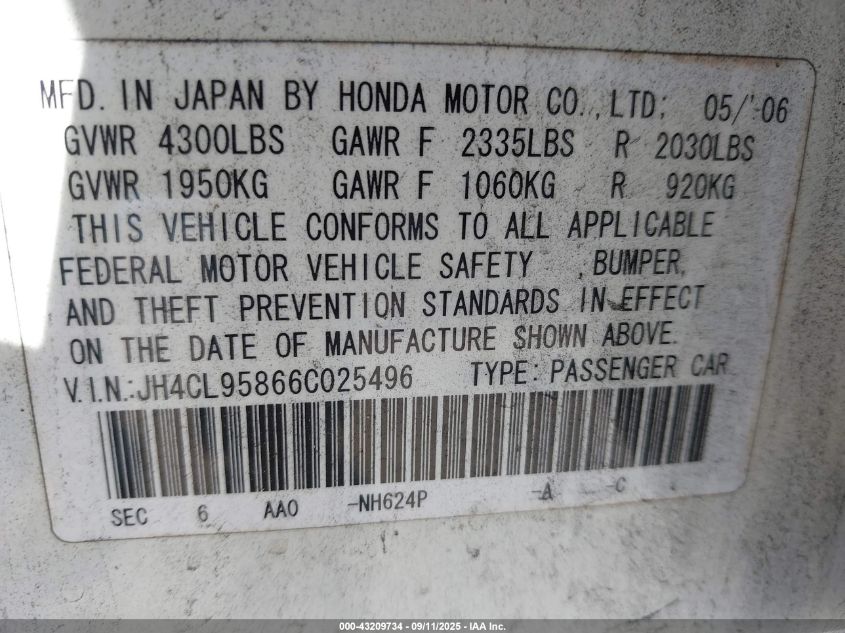 MFD. IN JAPAN BY HONDA MOTOR CO.,LTD; 05/'06
GVWR 4300LBS GAWR F 2335LBS R 2030LBS
GVWR 1950KG GAWR F 1060KG R 920KG
THIS VEHICLE CONFORMS TO ALL APPLICABLE
FEDERAL MOTOR VEHICLE SAFETY ,BUMPER,
AND THEFT PREVENTION STANDARDS IN EFFECT
ON THE DATE OF MANUFACTURE SHOWN ABOVE.
V.I.N.:JH4CL95866C025496 TYPE:PASSENGER CAR
SEC 6 AA0 -NH624P -A -C
000-43209734 - 09/11/2025 - IAA Inc.